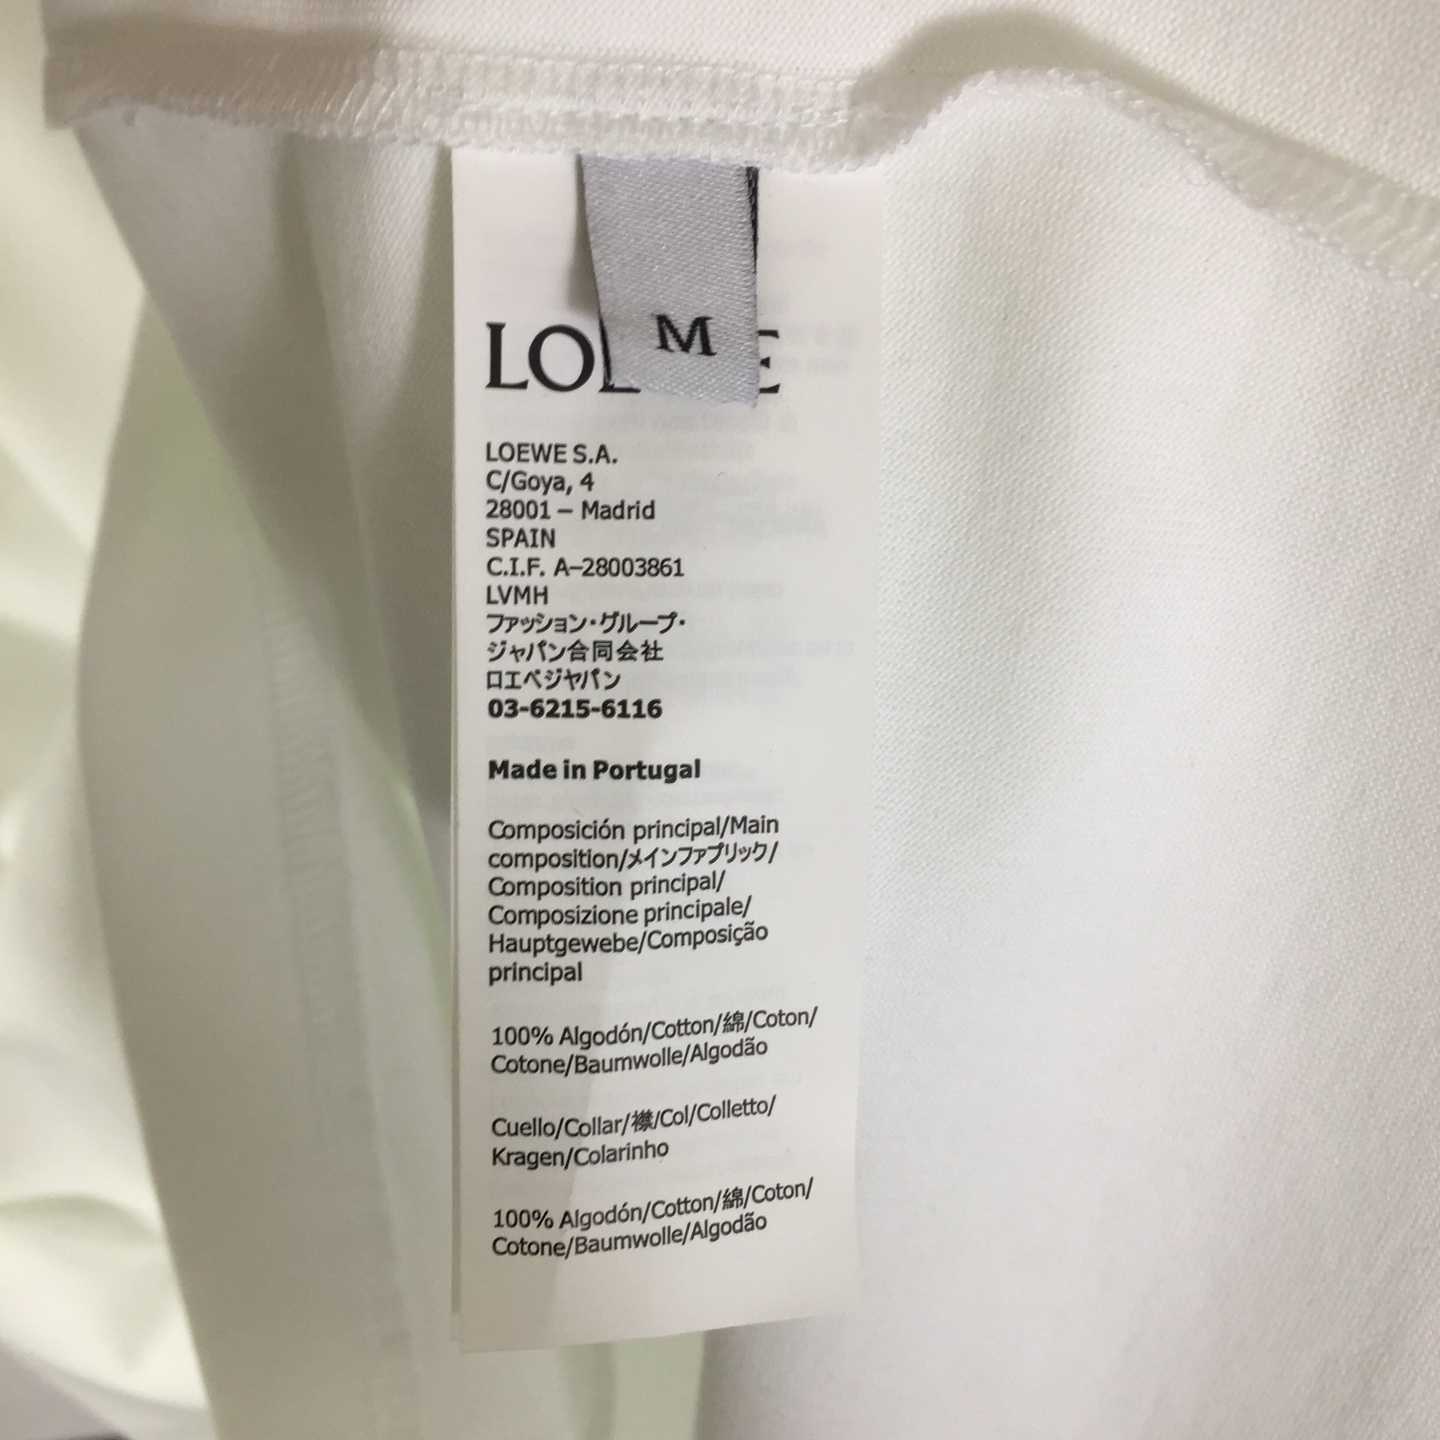 M
LOE E
LOEWE S.A.
C/Goya, 4
28001 – Madrid
SPAIN
C.I.F. A–28003861
LVMH
ファッション・グループ・
ジャパン合同会社
ロエベジャパン
03-6215-6116
Made in Portugal
Composición principal/Main
composition/メインファブリック/
Composition principal/
Composizione principale/
Hauptgewebe/Composição
principal
100% Algodón/Cotton/綿/Coton/
Cotone/Baumwolle/Algodão
Cuello/Collar/襟/Col/Colletto/
Kragen/Colarinho
100% Algodón/Cotton/綿/Coton/
Cotone/Baumwolle/Algodão